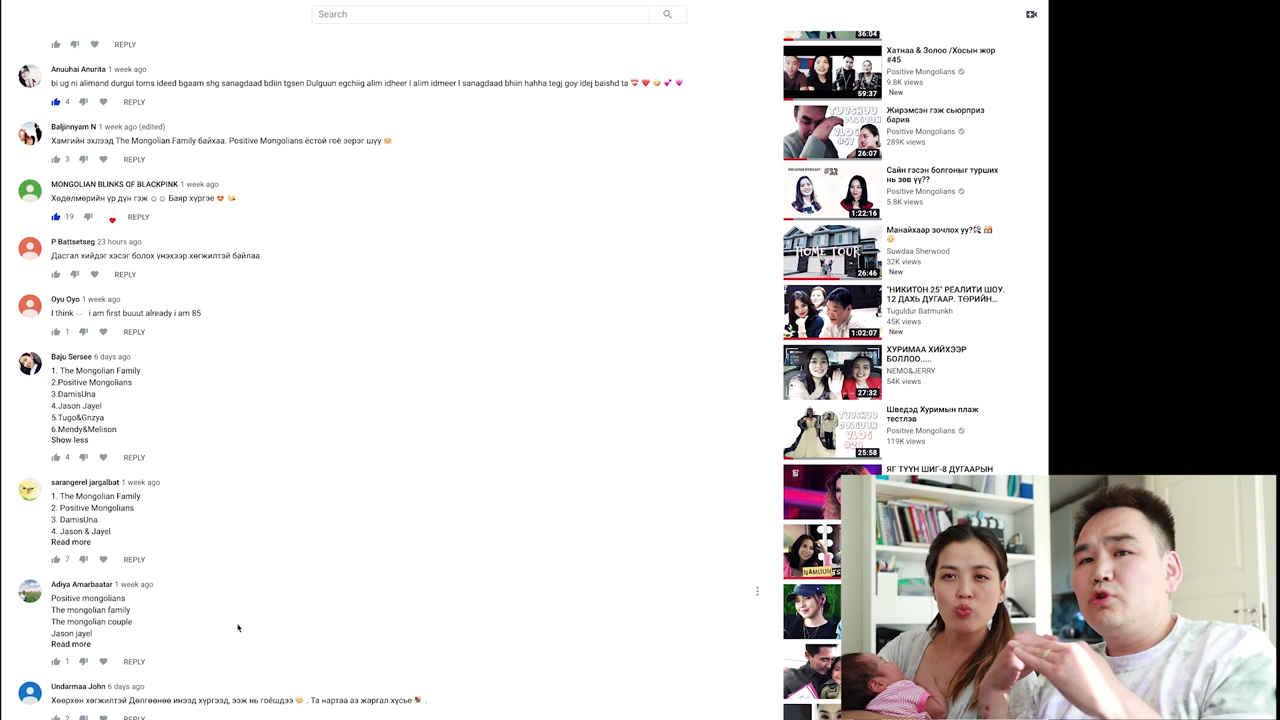 Search
REPLY
Anuuhai Anurita 1 week ago
bi ug ni alimand durgui toms ideed bgaam shg sanagdaad bdiin tgsen Dulguun egchiig alim idheer l alim idmeer l sanagdaad bhiin hahha tegj goy idej baishd ta
4 REPLY
Baljinnyam N 1 week ago (edited)
Хамгийн эхлээд The Mongolian Family байхаа. Positive Mongolians ёстой гоё эерэг шүү
3 REPLY
MONGOLIAN BLINKS OF BLACKPINK 1 week ago
Хөдөлмөрийн үр дүн гэж ☺☺ Баяр хүргэе
19 REPLY
P Battsetseg 23 hours ago
Дасгал хийдэг хэсэг болох үнэхээр хөгжилтэй байлаа.
REPLY
Oyu Oyo 1 week ago
I think i am first buuut already i am 85
1 REPLY
Baju Sersee 6 days ago
1. The Mongolian Family
2.Positive Mongolians
3.DamisUna
4.Jason Jayel
5.Tugo&Gnzya
6.Mendy&Melison
Show less
4 REPLY
sarangerel jargalbat 1 week ago
1. The Mongolian Family
2. Positive Mongolians
3. DamisUna
4. Jason & Jayel
Read more
7 REPLY
Adiya Amarbaatar 1 week ago
Positive mongolians
The mongolian family
The mongolian couple
Jason jayel
Read more
1 REPLY
Undarmaa John 6 days ago
Хөөрхөн хөгжилтэй Дөлгөөнөө инээд хүргээд, ээж нь гоёшдээ . Та нартаа аз жаргал хүсье .
2 REPLY
36:04
Хатнаа & Золоо /Хосын жор
#45
Positive Mongolians
9.8K views
New
59:37
Жирэмсэн гэж сьюрприз
барив
Positive Mongolians
289K views
TUVSHUU
DULGUUN
VLOG
#57
26:07
Сайн гэсэн болгоныг турших
нь зөв үү??
Positive Mongolians
5.8K views
#32
1:22:16
Манайхаар зочлох уу?
Suwdaa Sherwood
32K views
New
HOME TOUR
26:46
"НИКИТОН 25" РЕАЛИТИ ШОУ.
12 ДАХЬ ДУГААР. ТӨРИЙН...
Tuguldur Batmunkh
45K views
New
1:02:07
ХУРИМАА ХИЙХЭЭР
БОЛЛОО.....
NEMO&JERRY
54K views
27:32
Шведэд Хуримын плаж
тестлэв
Positive Mongolians
119K views
TUVSHUU
DULGUUN
VLOG
#29
25:58
ЯГ ТҮҮН ШИГ-8 ДУГААРЫН